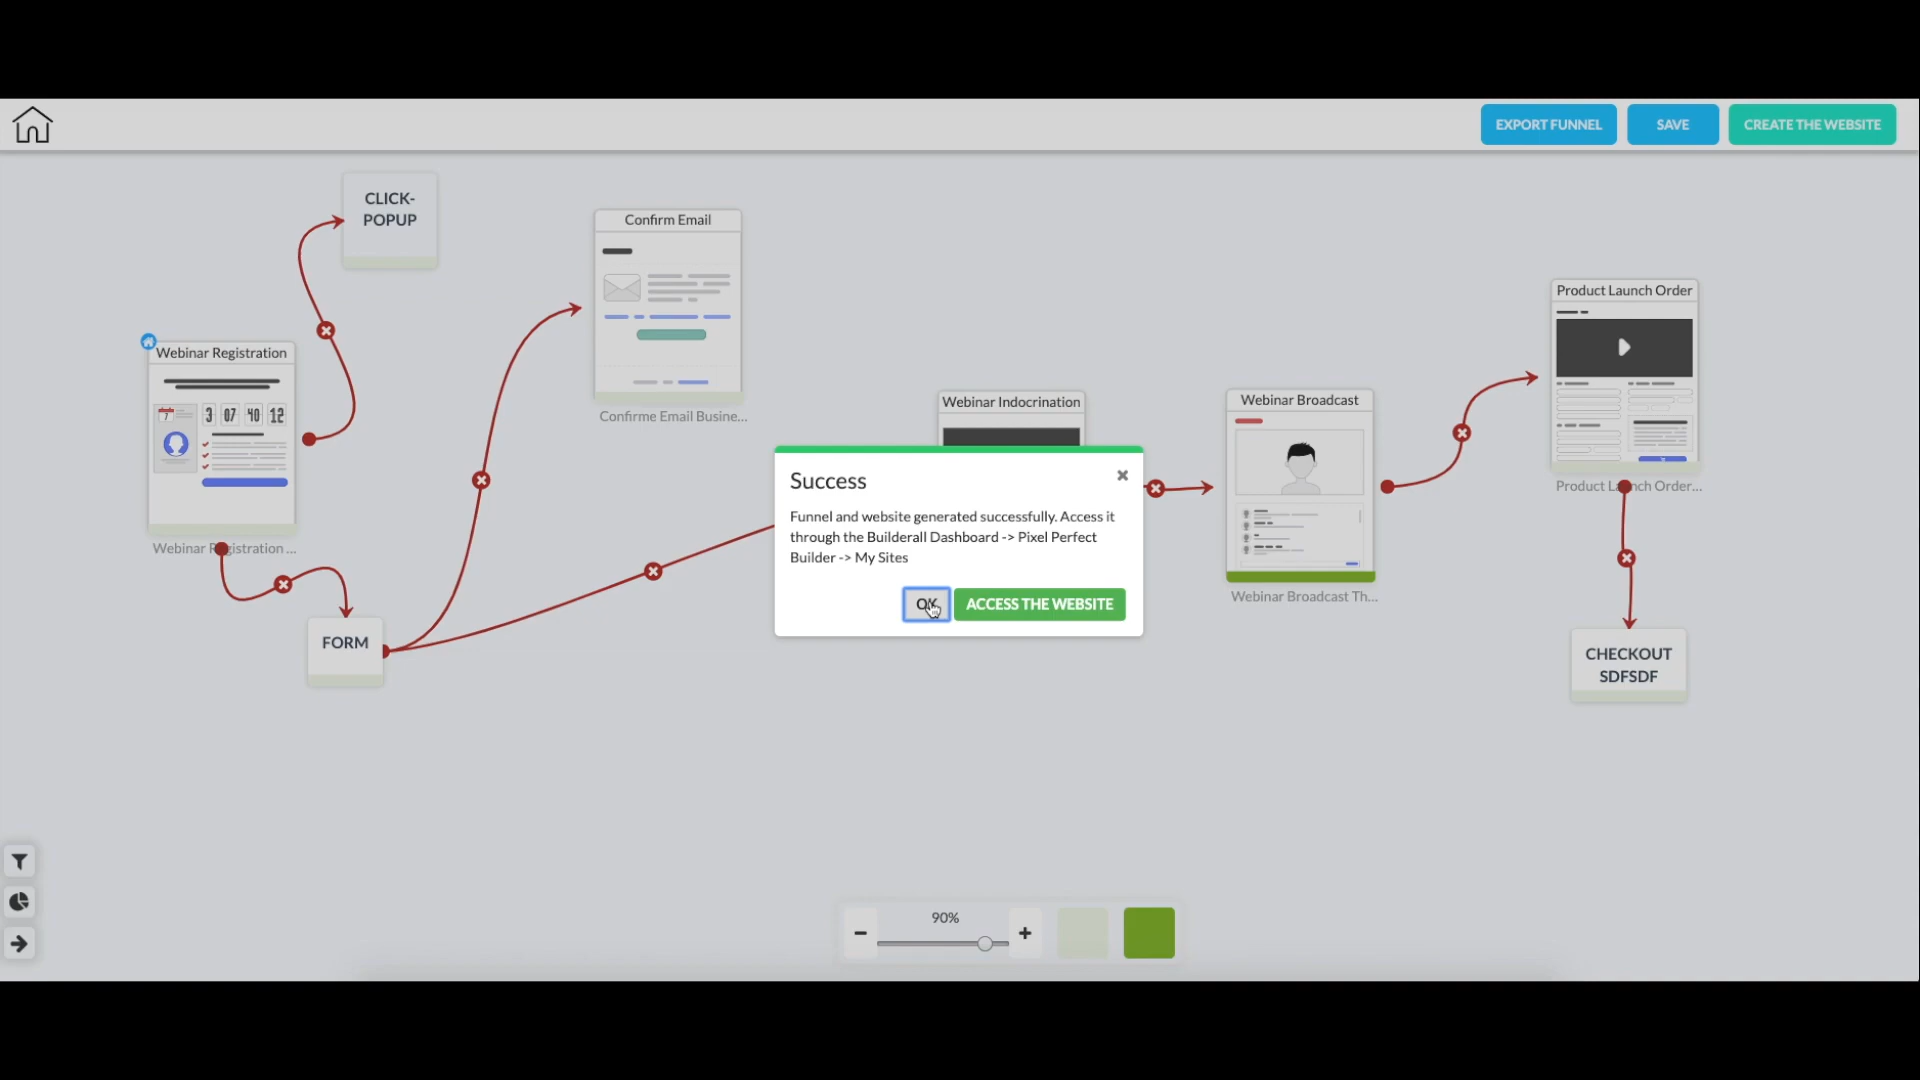 EXPORT FUNNEL
SAVE
CREATE THE WEBSITE
CLICK-
POPUP
Confirm Email
Confirme Email Busine...
Webinar Registration
7
3 07 40 12
Webinar Registration ...
FORM
Webinar Indocrination
Webinar Broadcast
Webinar Broadcast Th...
Product Launch Order
Product Launch Order...
CHECKOUT
SDFSDF
Success
Funnel and website generated successfully. Access it
through the Builderall Dashboard -> Pixel Perfect
Builder -> My Sites
OK
ACCESS THE WEBSITE
90%